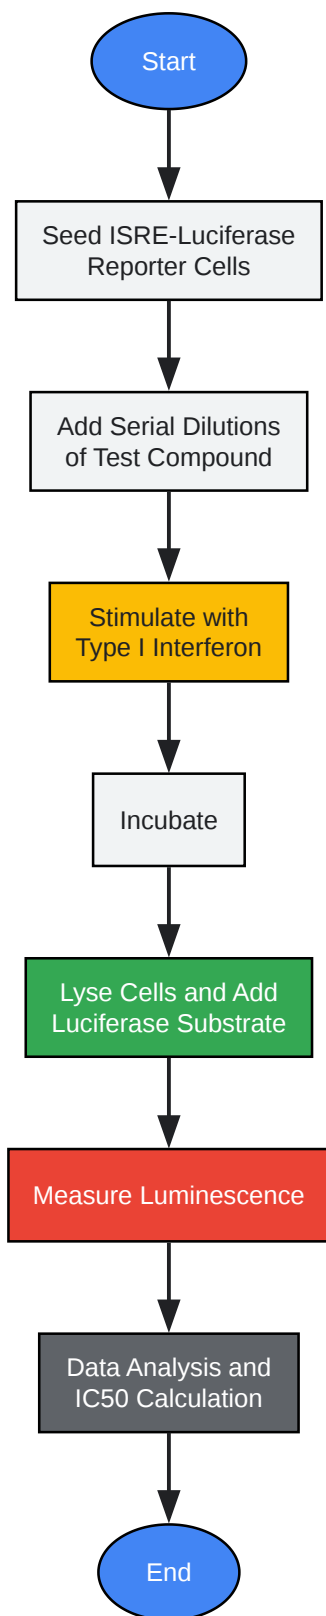 Start
Seed ISRE-Luciferase
Reporter Cells
Add Serial Dilutions
of Test Compound
Stimulate with
Type I Interferon
Incubate
Lyse Cells and Add
Luciferase Substrate
Measure Luminescence
Data Analysis and
IC50 Calculation
End